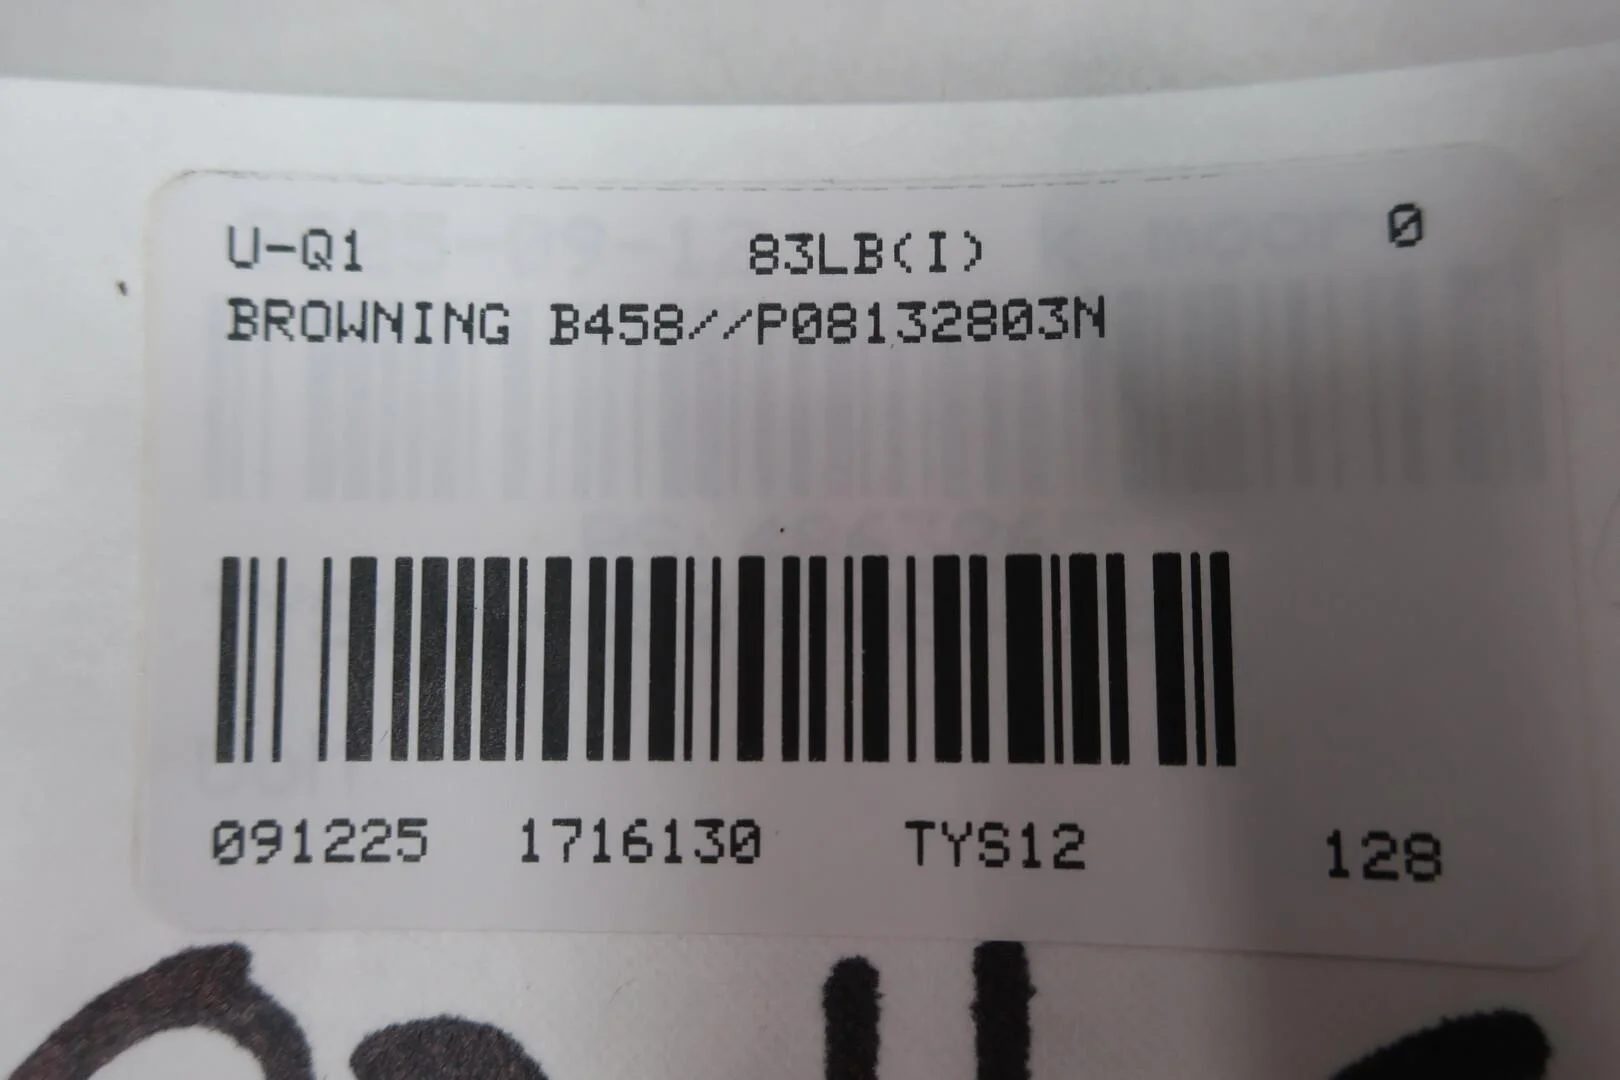 U-Q1 83LB(I) 0
BROWNING B458//P08132803N
091225 1716130 TYS12 128